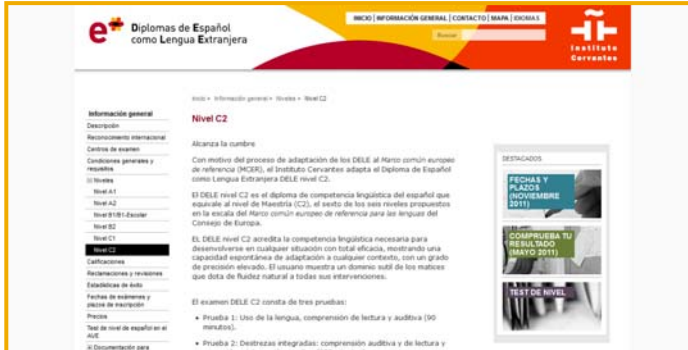 e+ Diplomas de Español
como Lengua Extranjera
INICIO | INFORMACIÓN GENERAL | CONTACTO | MAPA | IDIOMAS
Buscar
Instituto
Cervantes
Inicio > Información general > Niveles > Nivel C2
Información general
Descripción
Reconocimiento internacional
Centros de examen
Condiciones generales y
requisitos
Niveles
Nivel A1
Nivel A2
Nivel B1/B1-Escolar
Nivel B2
Nivel C1
Nivel C2
Calificaciones
Reclamaciones y revisiones
Estadísticas de éxito
Fechas de exámenes y
plazos de inscripción
Precios
Test de nivel de español en el
AVE
Documentación para
Nivel C2
Alcanza la cumbre
Con motivo del proceso de adaptación de los DELE al Marco común europeo
de referencia (MCER), el Instituto Cervantes adapta el Diploma de Español
como Lengua Extranjera DELE nivel C2.
El DELE nivel C2 es el diploma de competencia lingüística del español que
equivale al nivel de Maestría (C2), el sexto de los seis niveles propuestos
en la escala del Marco común europeo de referencia para las lenguas del
Consejo de Europa.
EL DELE nivel C2 acredita la competencia lingüística necesaria para
desenvolverse en cualquier situación con total eficacia, mostrando una
capacidad espontánea de adaptación a cualquier contexto, con un grado
de precisión elevado. El usuario muestra un dominio sutil de los matices
que dota de fluidez natural a todas sus intervenciones.
El examen DELE C2 consta de tres pruebas:
Prueba 1: Uso de la lengua, comprensión de lectura y auditiva (90
minutos).
Prueba 2: Destrezas integradas: comprensión auditiva y de lectura y
DESTACADOS
FECHAS Y
PLAZOS
(NOVIEMBRE
2011)
COMPRUEBA TU
RESULTADO
(MAYO 2011)
TEST DE NIVEL